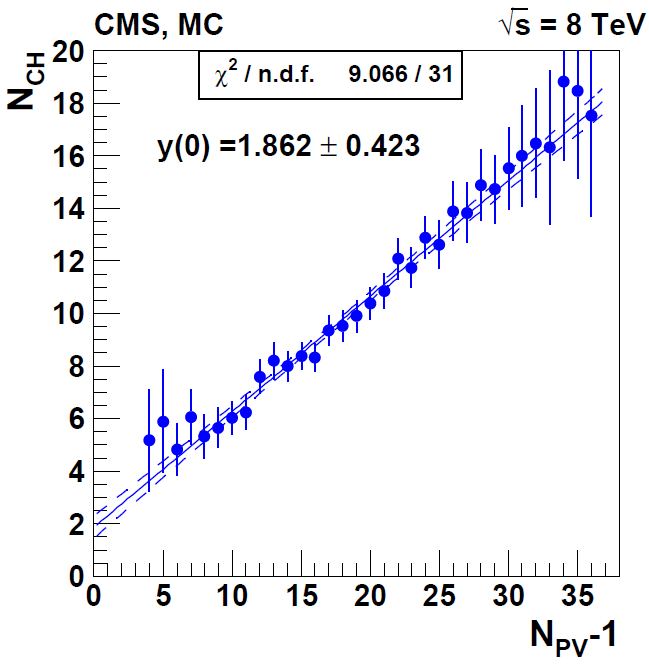 CMS, MC √s = 8 TeV
χ² / n.d.f. 9.066 / 31
y(0) =1.862 ± 0.423
N_CH
20
18
16
14
12
10
8
6
4
2
0
0 5 10 15 20 25 30 35
N_PV-1